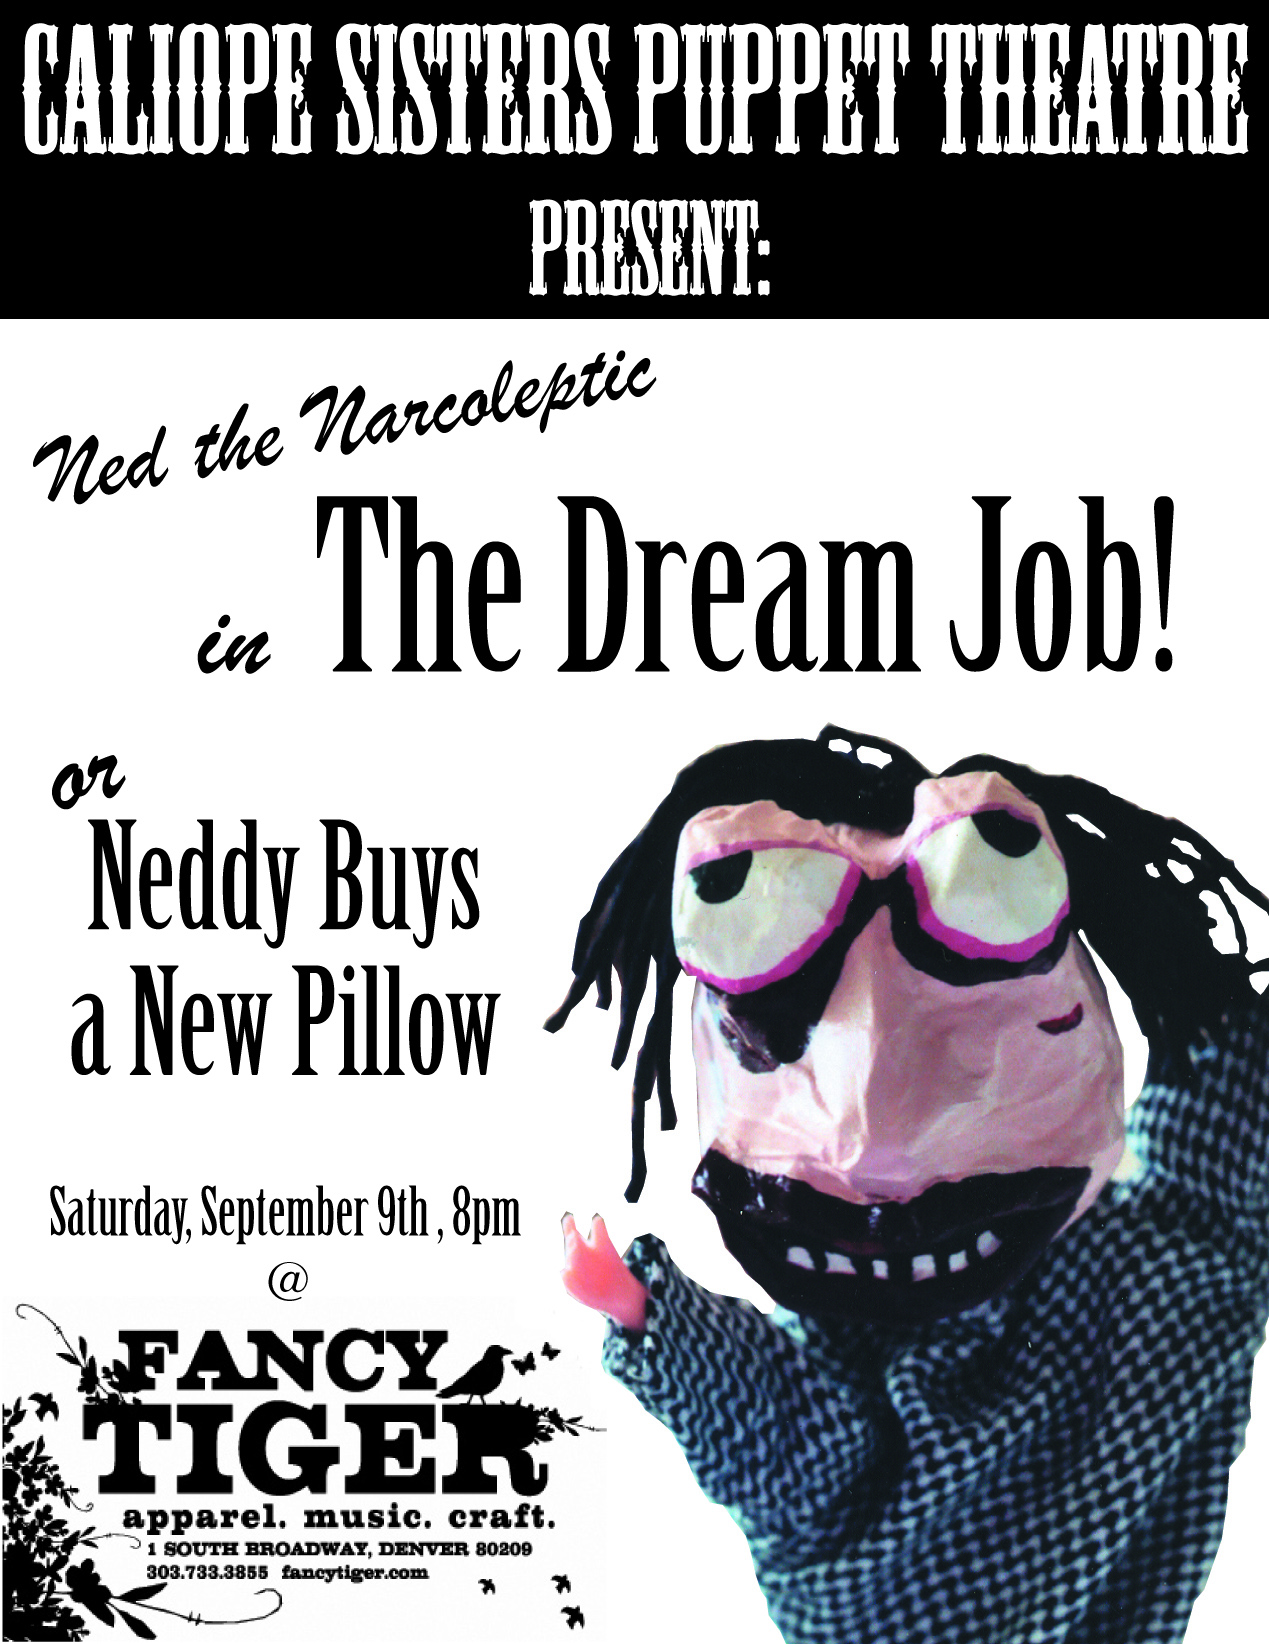 CALIOPE SISTERS PUPPET THEATRE
PRESENT:
Ned the Narcoleptic
in The Dream Job!
or
Neddy Buys
a New Pillow
Saturday, September 9th , 8pm
@
FANCY
TIGER
apparel. music. craft.
1 SOUTH BROADWAY, DENVER 80209
303.733.3855 fancytiger.com